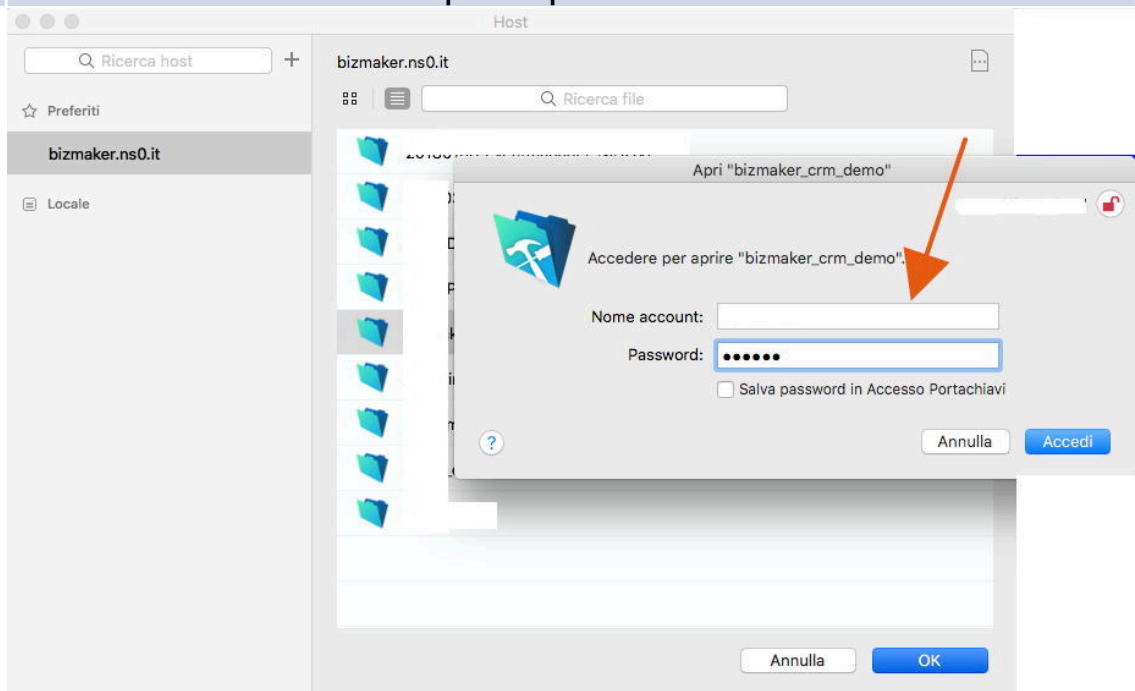 Host
Ricerca host
+
bizmaker.ns0.it
Ricerca file
Preferiti
bizmaker.ns0.it
Locale
Apri "bizmaker_crm_demo"
Accedere per aprire "bizmaker_crm_demo".
Nome account:
Password: ••••••
Salva password in Accesso Portachiavi
?
Annulla
Accedi
Annulla
OK